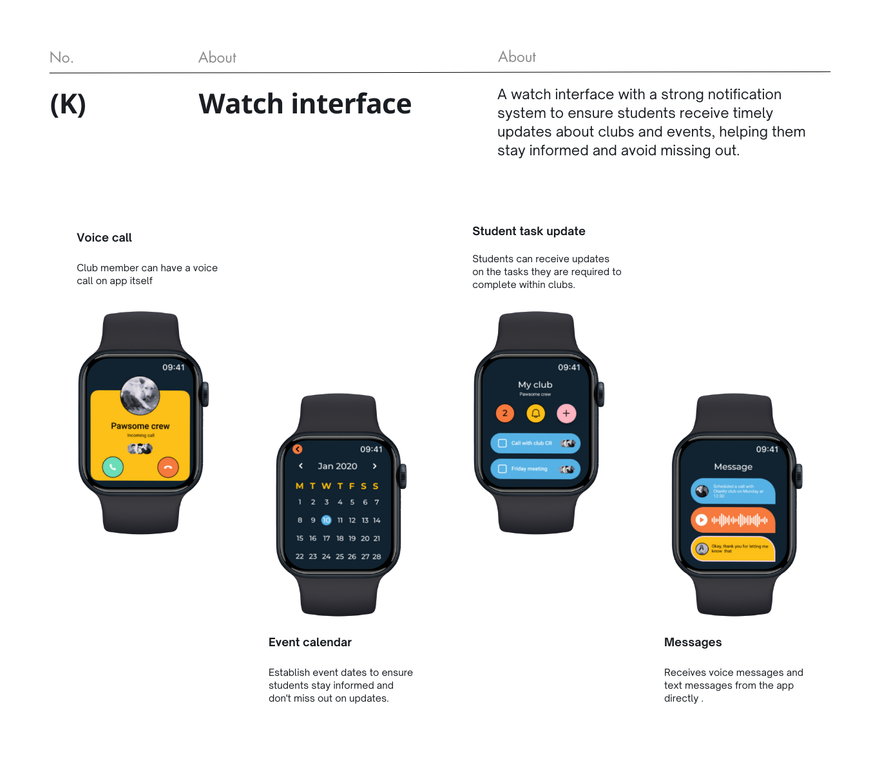 No.
About
About
(K)
Watch interface
A watch interface with a strong notification
system to ensure students receive timely
updates about clubs and events, helping them
stay informed and avoid missing out.
Voice call
Club member can have a voice
call on app itself
Student task update
Students can receive updates
on the tasks they are required to
complete within clubs.
09:41
Pawsome crew
Incoming call
09:41
Jan 2020
M T W T F S S
1 2 3 4 5 6 7
8 9 10 11 12 13 14
15 16 17 18 19 20 21
22 23 24 25 26 27 28
09:41
My club
Pawsome crew
2
Call with club CR
Friday meeting
09:41
Message
Scheduled a call with
Charity club on Monday at
12:30
Okay, thank you for letting me
know that
Event calendar
Establish event dates to ensure
students stay informed and
don't miss out on updates.
Messages
Receives voice messages and
text messages from the app
directly .